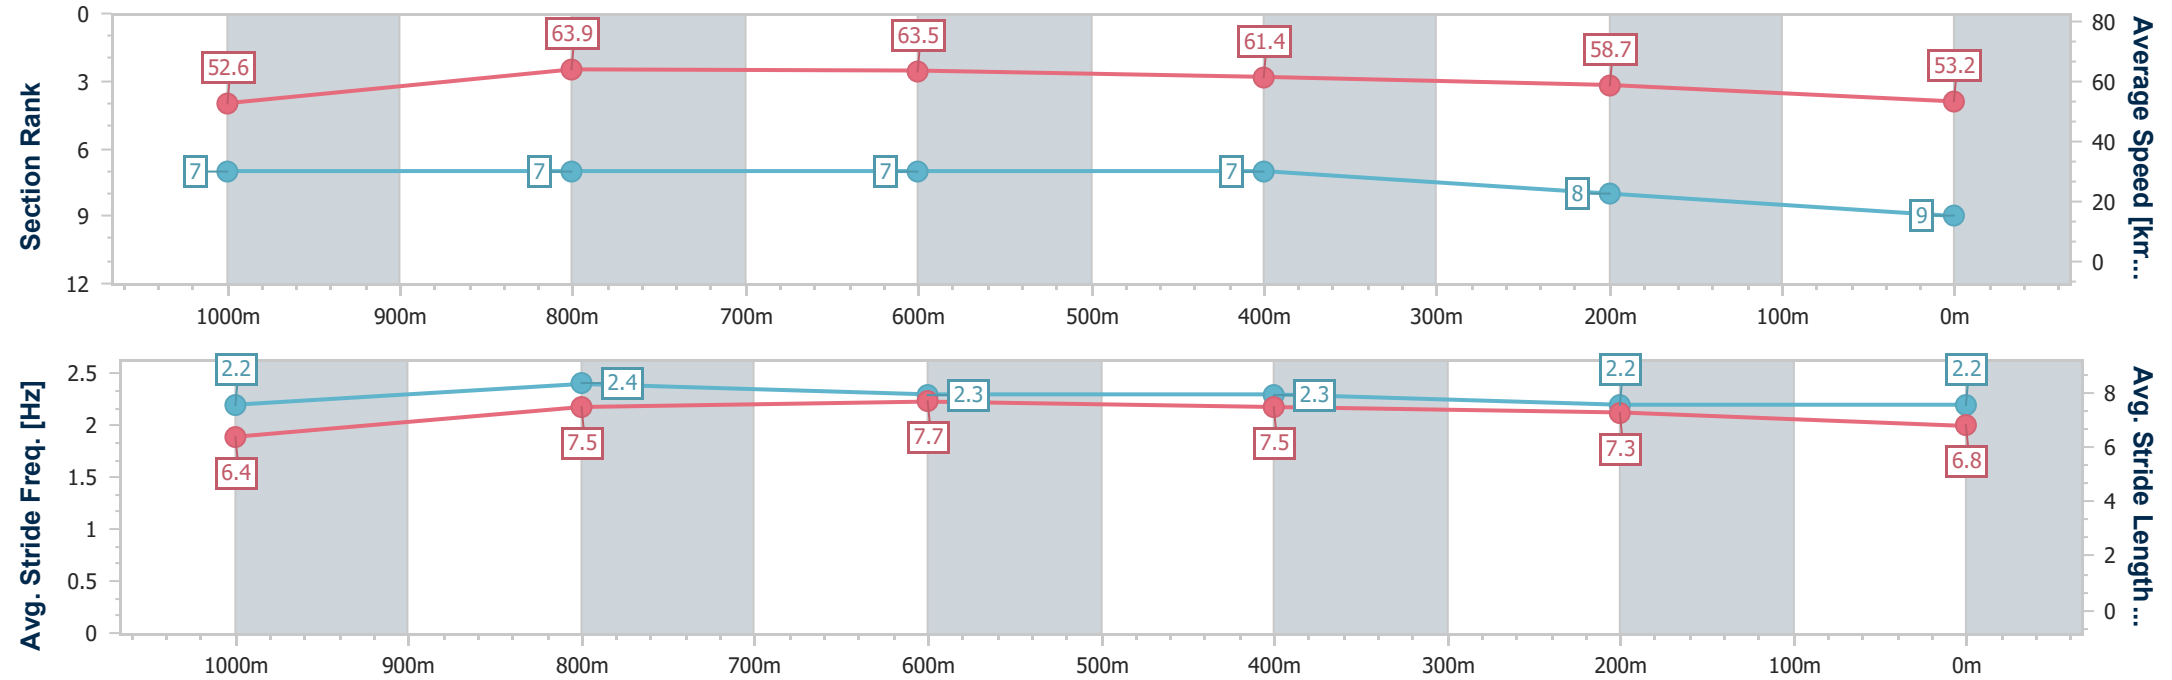 Section Rank
Average Speed [km...
0
3
6
9
12
80
60
40
20
0
52.6
63.9
63.5
61.4
58.7
53.2
7
7
7
7
8
9
1000m
900m
800m
700m
600m
500m
400m
300m
200m
100m
0m
Avg. Stride Freq. [Hz]
Avg. Stride Length ...
2.5
2
1.5
1
0.5
0
8
6
4
2
0
2.2
2.4
2.3
2.3
2.2
2.2
6.4
7.5
7.7
7.5
7.3
6.8
1000m
900m
800m
700m
600m
500m
400m
300m
200m
100m
0m